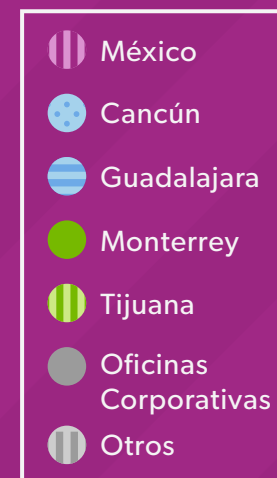 México
Cancún
Guadalajara
Monterrey
Tijuana
Oficinas
Corporativas
Otros